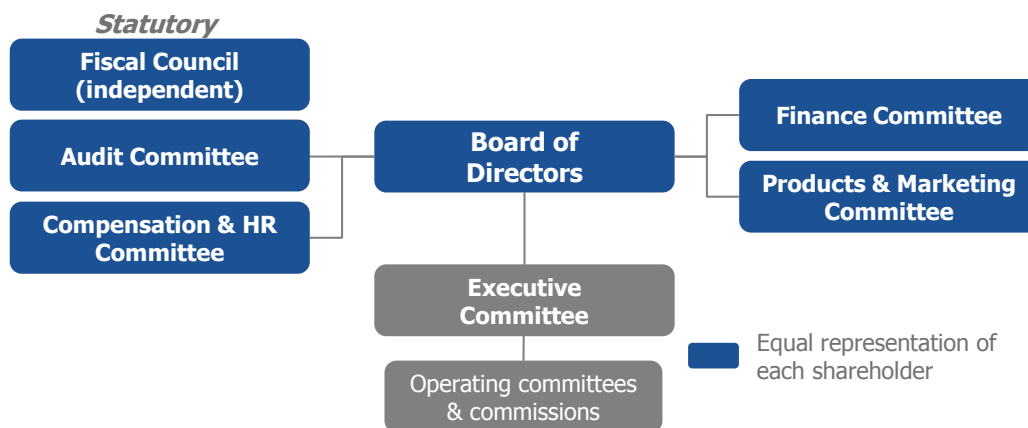 Statutory
Fiscal Council
(independent)
Audit Committee
Compensation & HR
Committee
Board of
Directors
Finance Committee
Products & Marketing
Committee
Executive
Committee
Operating committees
& commissions
Equal representation of
each shareholder